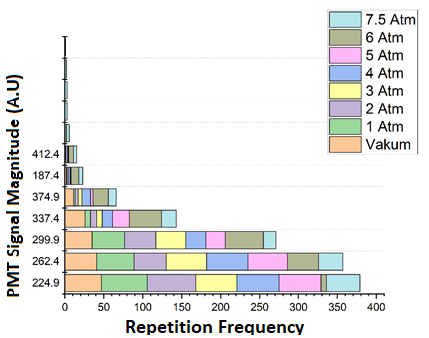 7.5 Atm
6 Atm
5 Atm
4 Atm
3 Atm
2 Atm
1 Atm
Vakum
PMT Signal Magnitude (A.U)
412.4
187.4
374.9
337.4
299.9
262.4
224.9
0 50 100 150 200 250 300 350 400
Repetition Frequency